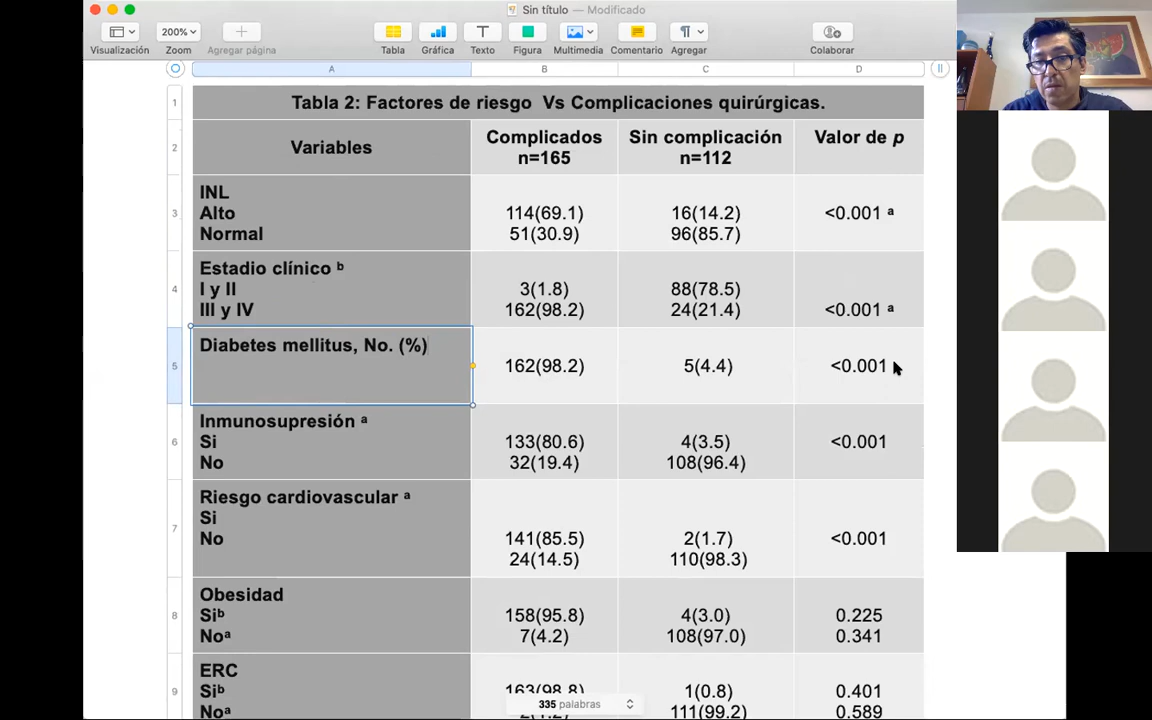 Sin título — Modificado
200%
Visualización Zoom Agregar página Tabla Gráfica Texto Figura Multimedia Comentario Agregar Colaborar
A B C D
1 Tabla 2: Factores de riesgo Vs Complicaciones quirúrgicas.
2 Variables Complicados n=165 Sin complicación n=112 Valor de p
3 INL
Alto 114(69.1) 16(14.2) <0.001 ª
Normal 51(30.9) 96(85.7)
4 Estadio clínico ᵇ
I y II 3(1.8) 88(78.5)
III y IV 162(98.2) 24(21.4) <0.001 ª
Diabetes mellitus, No. (%)
5 162(98.2) 5(4.4) <0.001
Inmunosupresión ª
6 Si 133(80.6) 4(3.5) <0.001
No 32(19.4) 108(96.4)
Riesgo cardiovascular ª
Si
7 No 141(85.5) 2(1.7) <0.001
24(14.5) 110(98.3)
Obesidad
8 Siᵇ 158(95.8) 4(3.0) 0.225
Noª 7(4.2) 108(97.0) 0.341
ERC
9 Siᵇ 163(98.8) 1(0.8) 0.401
Noª 111(99.2) 0.589
335 palabras